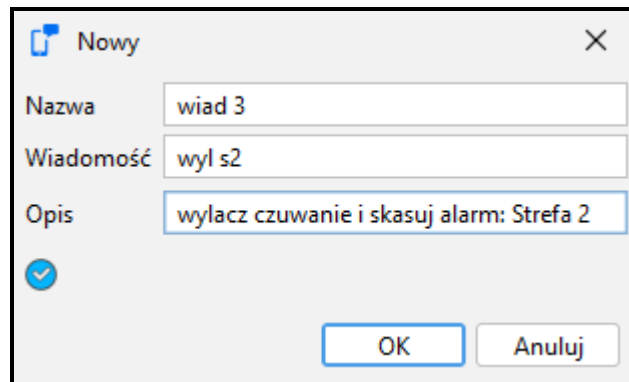 Nowy
Nazwa wiad 3
Wiadomość wyl s2
Opis wylacz czuwanie i skasuj alarm: Strefa 2
OK Anuluj